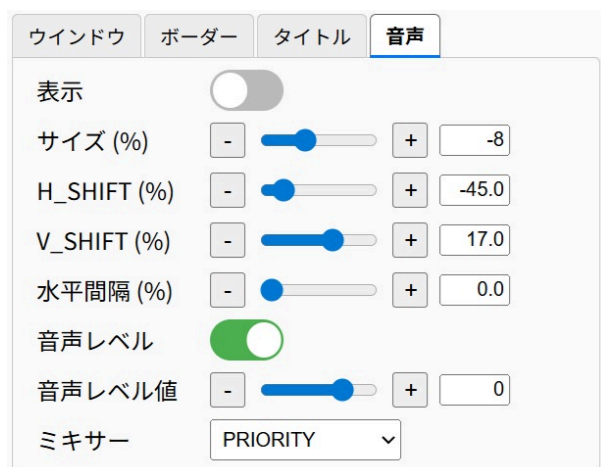 ウインドウ ボーダー タイトル 音声
表示
サイズ (%) - + -8
H_SHIFT (%) - + -45.0
V_SHIFT (%) - + 17.0
水平間隔 (%) - + 0.0
音声レベル
音声レベル値 - + 0
ミキサー PRIORITY